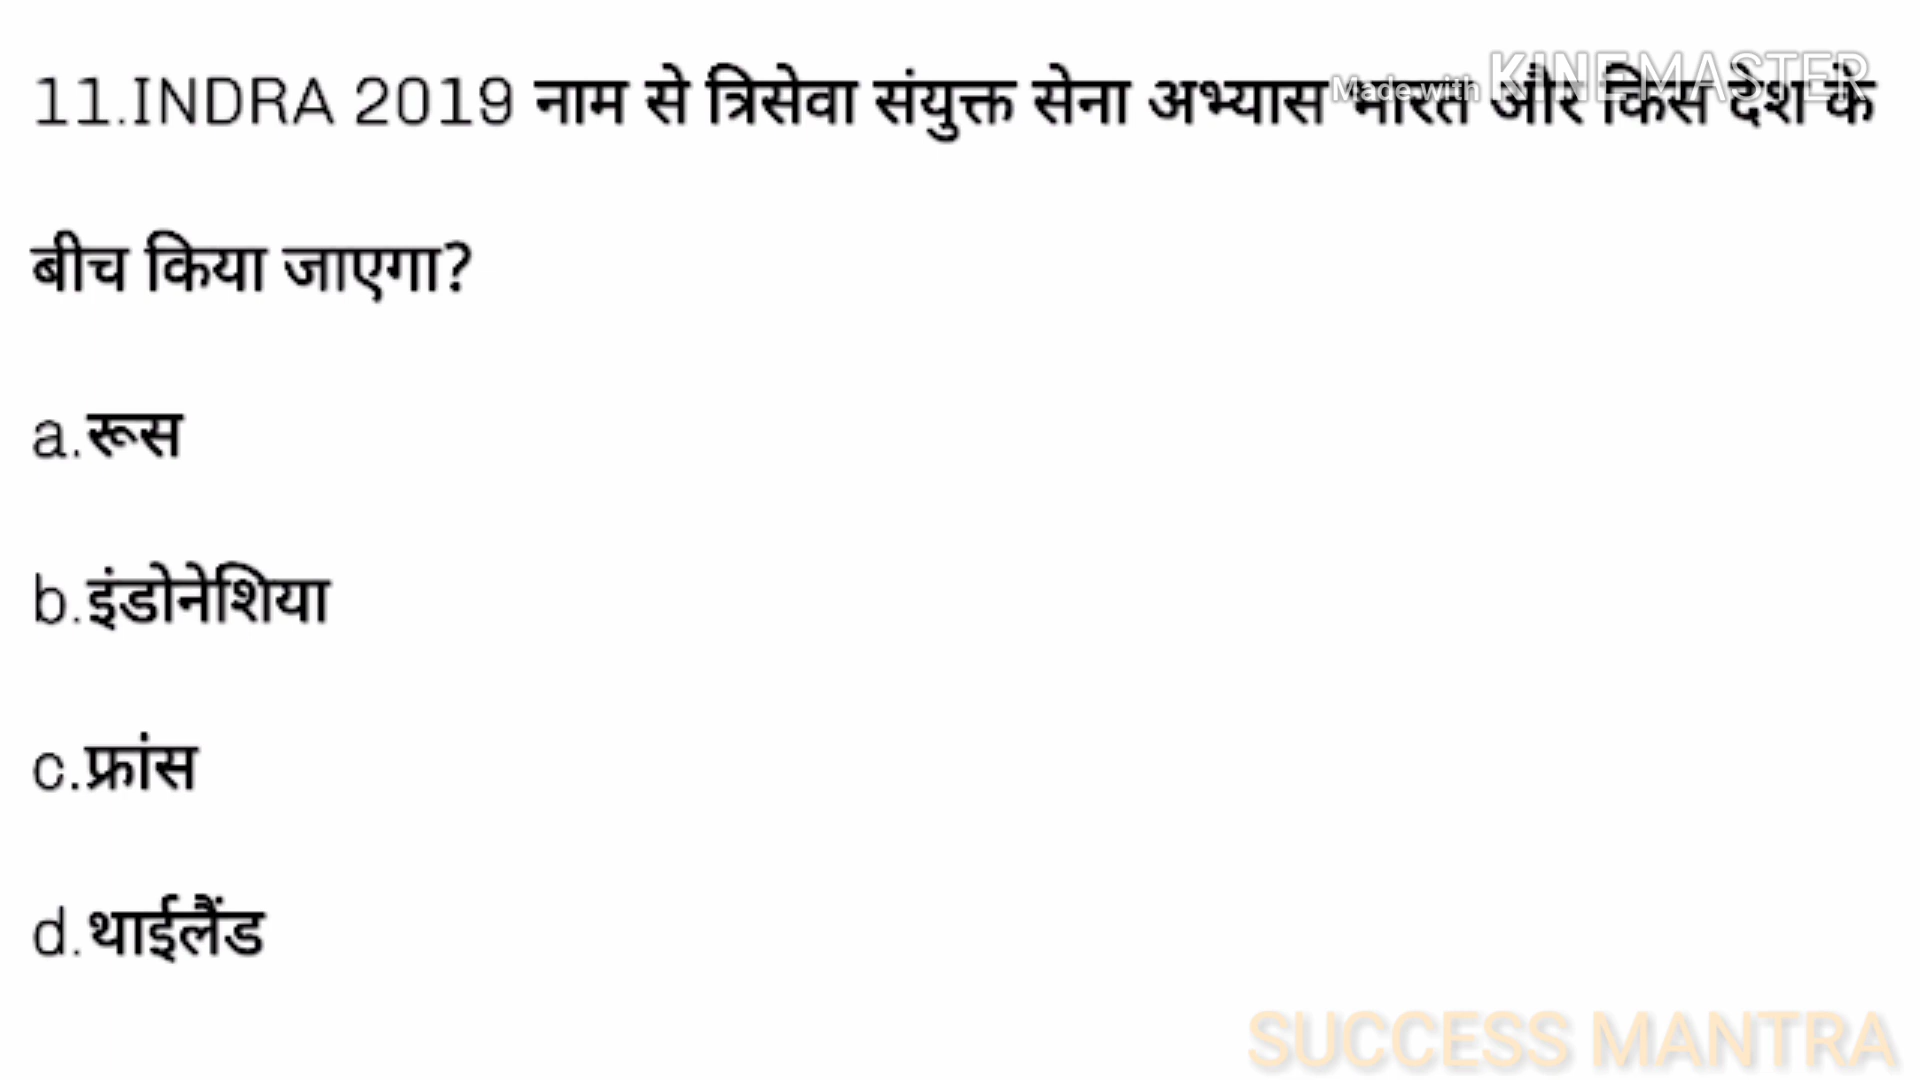 11.INDRA 2019 नाम से त्रिसेवा संयुक्त सेना अभ्यास भारत और किस देश के
Made with KINEMASTER
बीच किया जाएगा?
a.रूस
b.इंडोनेशिया
c.फ्रांस
d.थाईलैंड
SUCCESS MANTRA